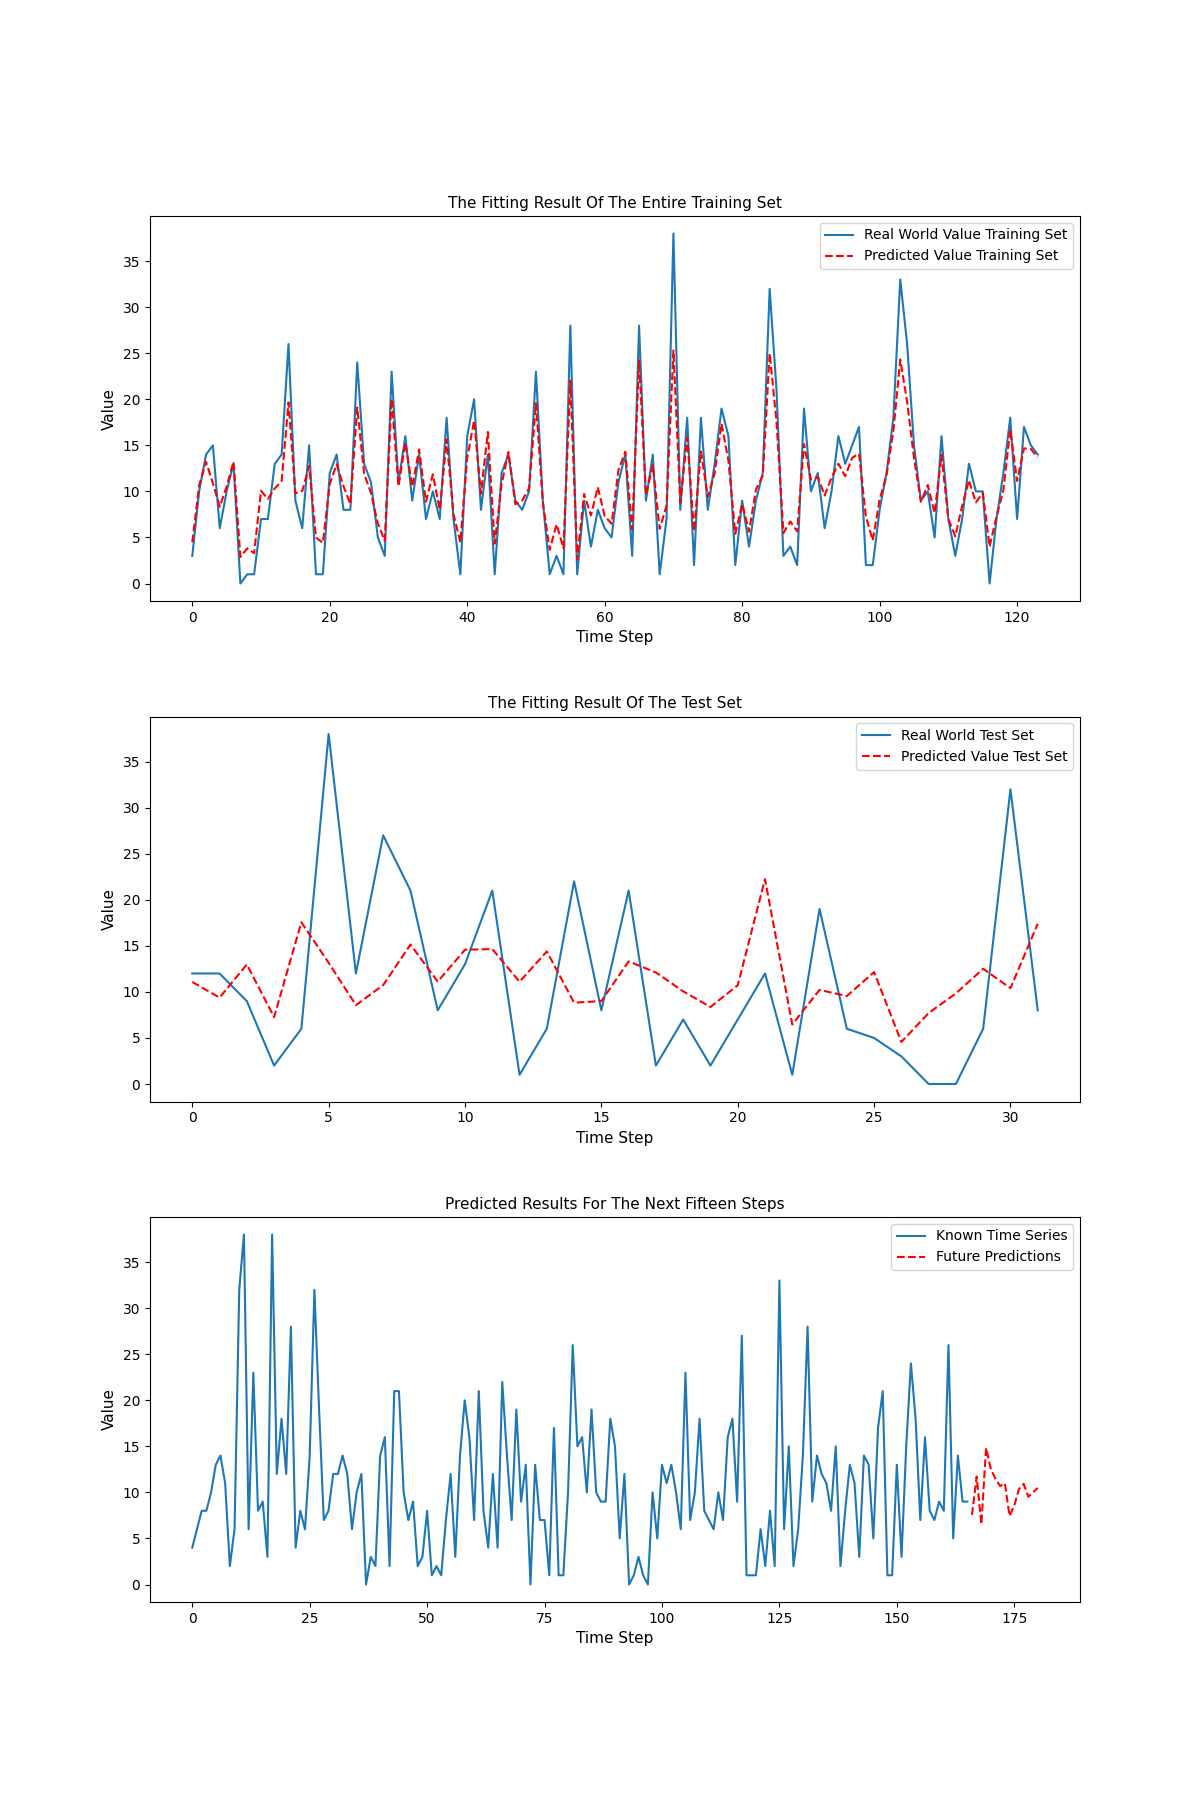 The Fitting Result Of The Entire Training Set
Real World Value Training Set
Predicted Value Training Set
Value
35
30
25
20
15
10
5
0
0 20 40 60 80 100 120
Time Step
The Fitting Result Of The Test Set
Real World Test Set
Predicted Value Test Set
Value
35
30
25
20
15
10
5
0
0 5 10 15 20 25 30
Time Step
Predicted Results For The Next Fifteen Steps
Known Time Series
Future Predictions
Value
35
30
25
20
15
10
5
0
0 25 50 75 100 125 150 175
Time Step